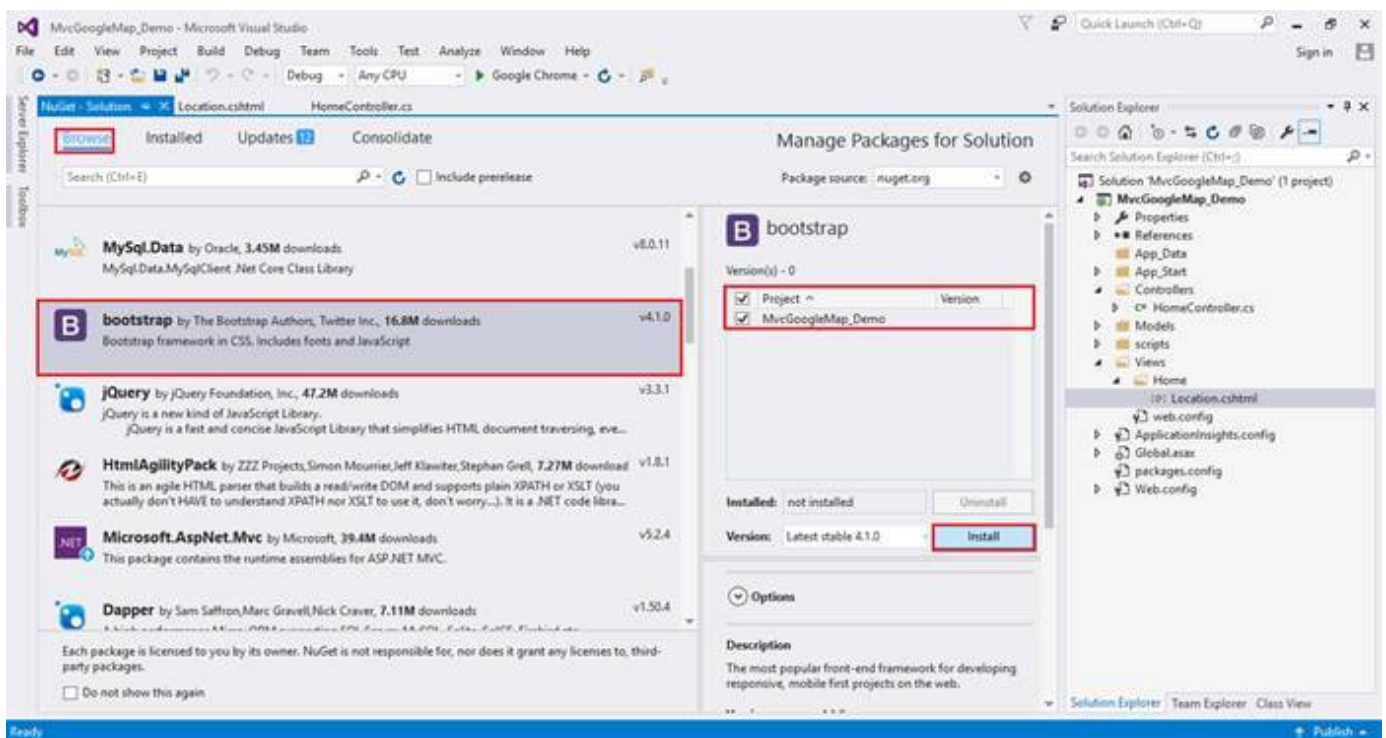 MvcGoogleMap_Demo - Microsoft Visual Studio
Quick Launch (Ctrl+Q)
File Edit View Project Build Debug Team Tools Test Analyze Window Help
Sign in
Debug Any CPU Google Chrome
Server Explorer
Toolbox
NuGet - Solution Location.cshtml HomeController.cs
Browse Installed Updates 12 Consolidate
Manage Packages for Solution
Search (Ctrl+E) Include prerelease
Package source: nuget.org
MySql.Data by Oracle, 3.45M downloads v8.0.11
MySql.Data.MySqlClient .Net Core Class Library
bootstrap by The Bootstrap Authors, Twitter Inc., 16.8M downloads v4.1.0
Bootstrap framework in CSS. Includes fonts and JavaScript
jQuery by jQuery Foundation, Inc., 47.2M downloads v3.3.1
jQuery is a new kind of JavaScript Library.
jQuery is a fast and concise JavaScript Library that simplifies HTML document traversing, eve...
HtmlAgilityPack by ZZZ Projects,Simon Mourrier,Jeff Klawiter,Stephan Grell, 7.27M download v1.8.1
This is an agile HTML parser that builds a read/write DOM and supports plain XPATH or XSLT (you
actually don't HAVE to understand XPATH nor XSLT to use it, don't worry...). It is a .NET code libra...
.NET
Microsoft.AspNet.Mvc by Microsoft, 39.4M downloads v5.2.4
This package contains the runtime assemblies for ASP.NET MVC.
Dapper by Sam Saffron,Marc Gravell,Nick Craver, 7.11M downloads v1.50.4
Each package is licensed to you by its owner. NuGet is not responsible for, nor does it grant any licenses to, third-
party packages.
Do not show this again
B bootstrap
Version(s) - 0
Project Version
MvcGoogleMap_Demo
Installed: not installed Uninstall
Version: Latest stable 4.1.0 Install
Options
Description
The most popular front-end framework for developing
responsive, mobile first projects on the web.
Solution Explorer
Search Solution Explorer (Ctrl+;)
Solution 'MvcGoogleMap_Demo' (1 project)
MvcGoogleMap_Demo
Properties
References
App_Data
App_Start
Controllers
C# HomeController.cs
Models
scripts
Views
Home
Location.cshtml
web.config
ApplicationInsights.config
Global.asax
packages.config
Web.config
Solution Explorer Team Explorer Class View
Ready
Publish